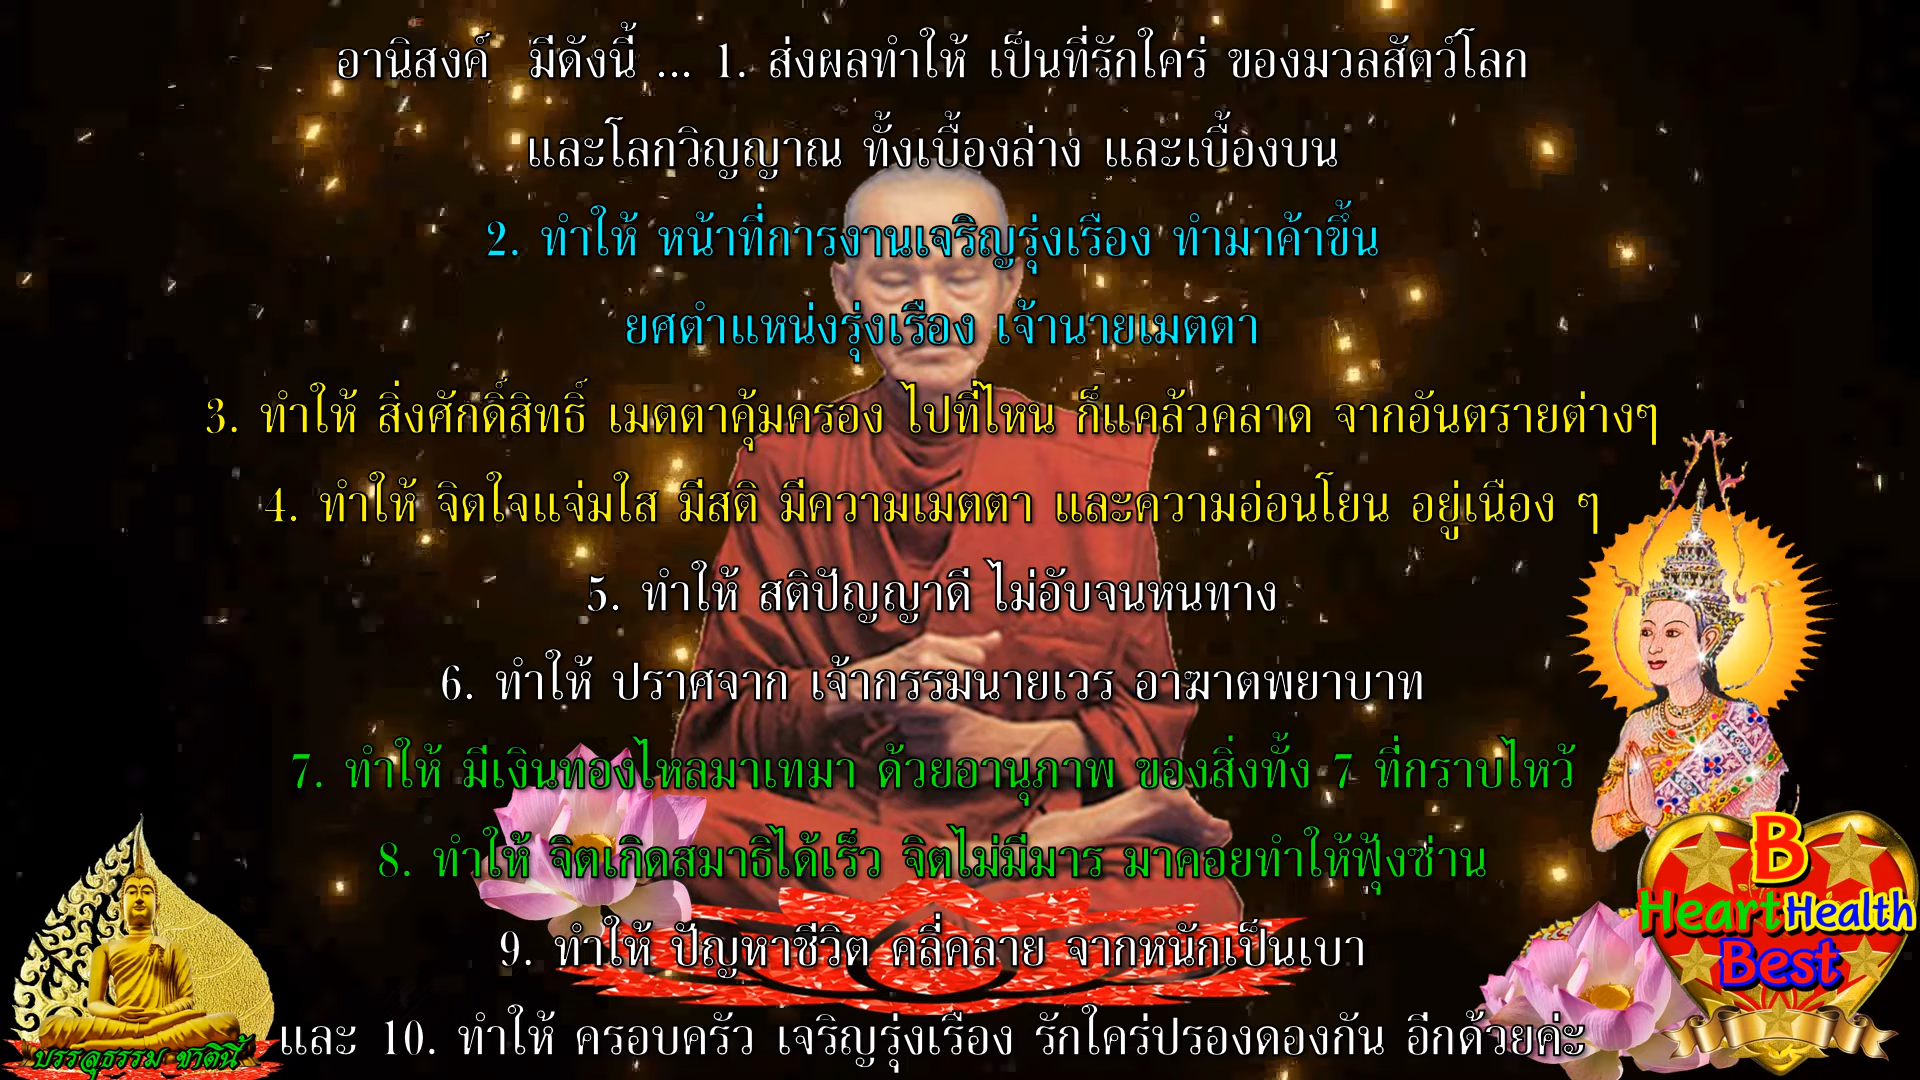 อานิสงค์ มีดังนี้ ... 1. ส่งผลทำให้ เป็นที่รักใคร่ ของมวลสัตว์โลก
และโลกวิญญาณ ทั้งเบื้องล่าง และเบื้องบน
2. ทำให้ หน้าที่การงานเจริญรุ่งเรือง ทำมาค้าขึ้น
ยศตำแหน่งรุ่งเรือง เจ้านายเมตตา
3. ทำให้ สิ่งศักดิ์สิทธิ์ เมตตาคุ้มครอง ไปที่ไหน ก็แคล้วคลาด จากอันตรายต่างๆ
4. ทำให้ จิตใจแจ่มใส มีสติ มีความเมตตา และความอ่อนโยน อยู่เนือง ๆ
5. ทำให้ สติปัญญาดี ไม่อับจนหนทาง
6. ทำให้ ปราศจาก เจ้ากรรมนายเวร อาฆาตพยาบาท
7. ทำให้ มีเงินทองไหลมาเทมา ด้วยอานุภาพ ของสิ่งทั้ง 7 ที่กราบไหว้
8. ทำให้ จิตเกิดสมาธิได้เร็ว จิตไม่มีมาร มาคอยทำให้ฟุ้งซ่าน
9. ทำให้ ปัญหาชีวิต คลี่คลาย จากหนักเป็นเบา
และ 10. ทำให้ ครอบครัว เจริญรุ่งเรือง รักใคร่ปรองดองกัน อีกด้วยค่ะ
บรรลุธรรม ชาตินี้
B
Heart Health
Best